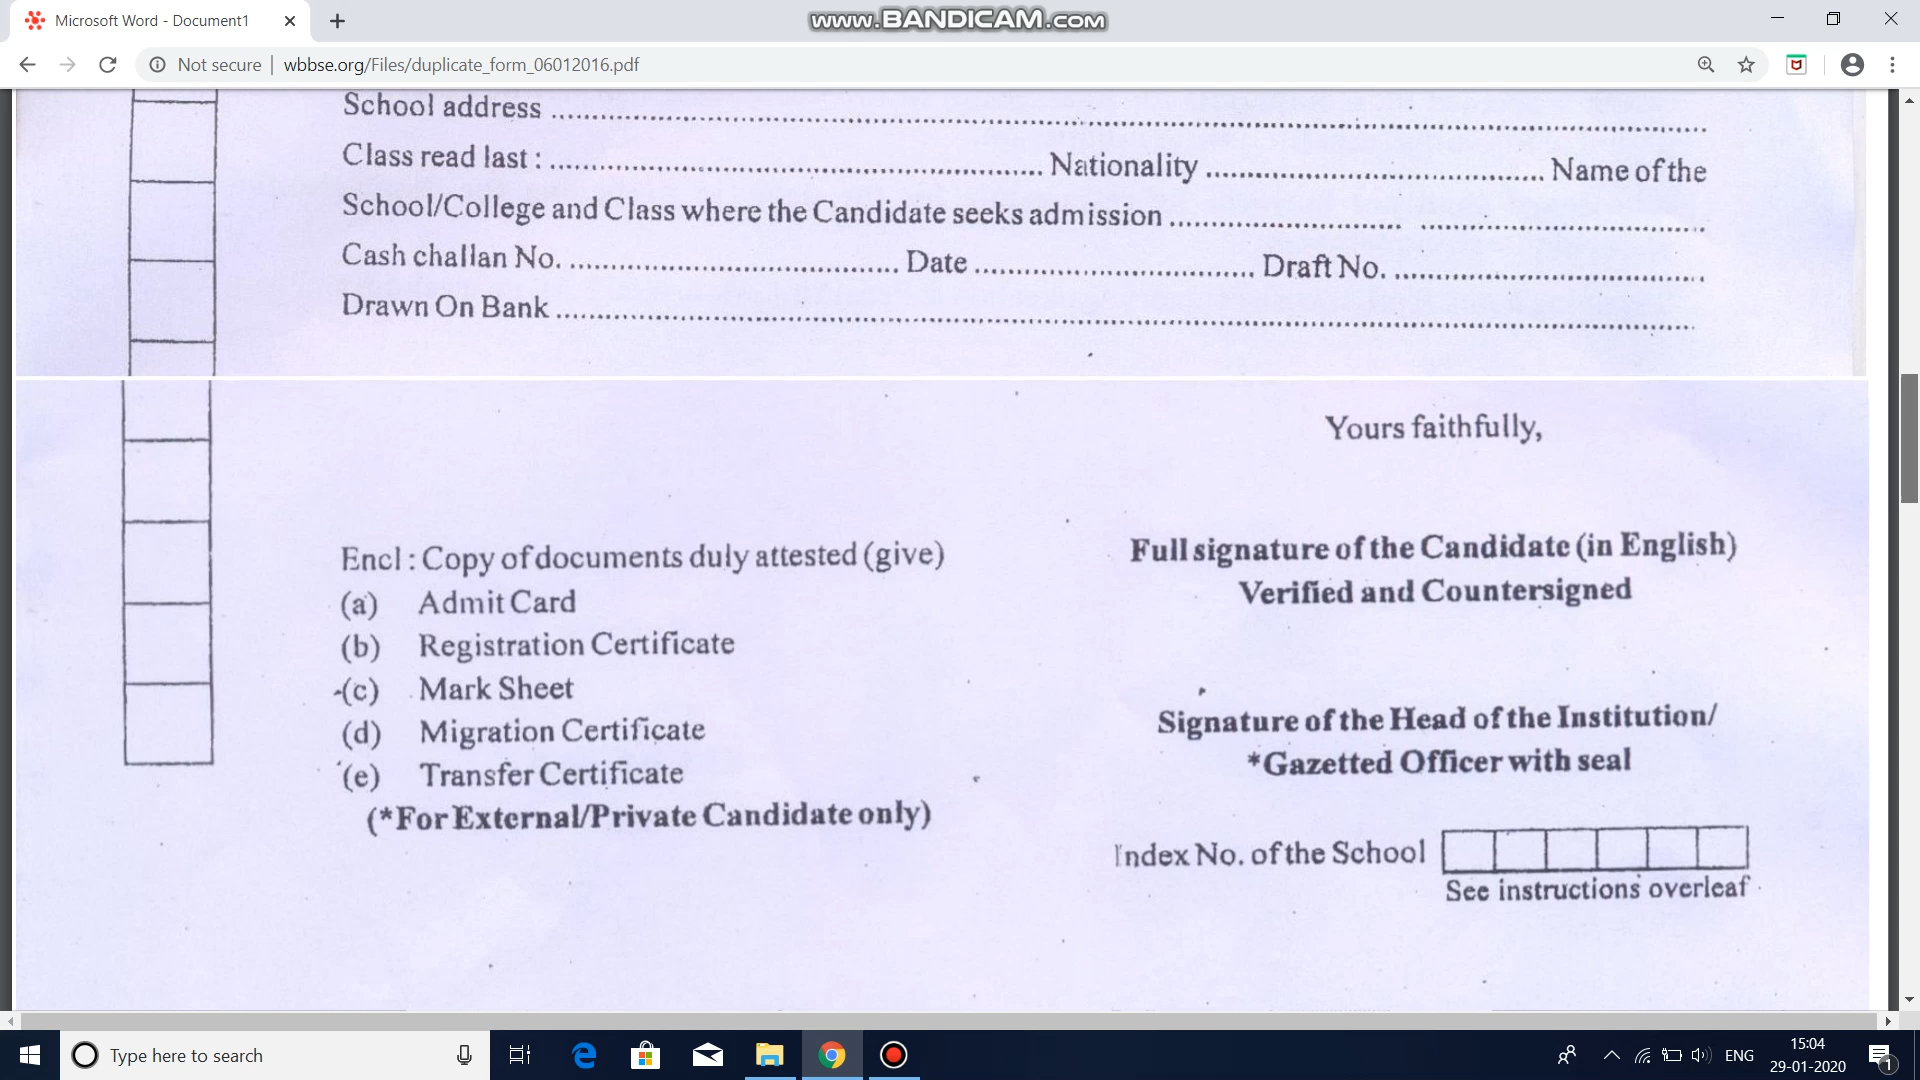 Microsoft Word - Document1
www.BANDICAM.com
Not secure | wbbse.org/Files/duplicate_form_06012016.pdf
School address
Class read last : Nationality Name of the
School/College and Class where the Candidate seeks admission
Cash challan No. Date Draft No.
Drawn On Bank
Yours faithfully,
Full signature of the Candidate (in English)
Verified and Countersigned
Encl : Copy of documents duly attested (give)
(a) Admit Card
(b) Registration Certificate
(c) Mark Sheet
(d) Migration Certificate
(e) Transfer Certificate
(*For External/Private Candidate only)
Signature of the Head of the Institution/
*Gazetted Officer with seal
Index No. of the School
See instructions overleaf
Type here to search
ENG
15:04
29-01-2020
1